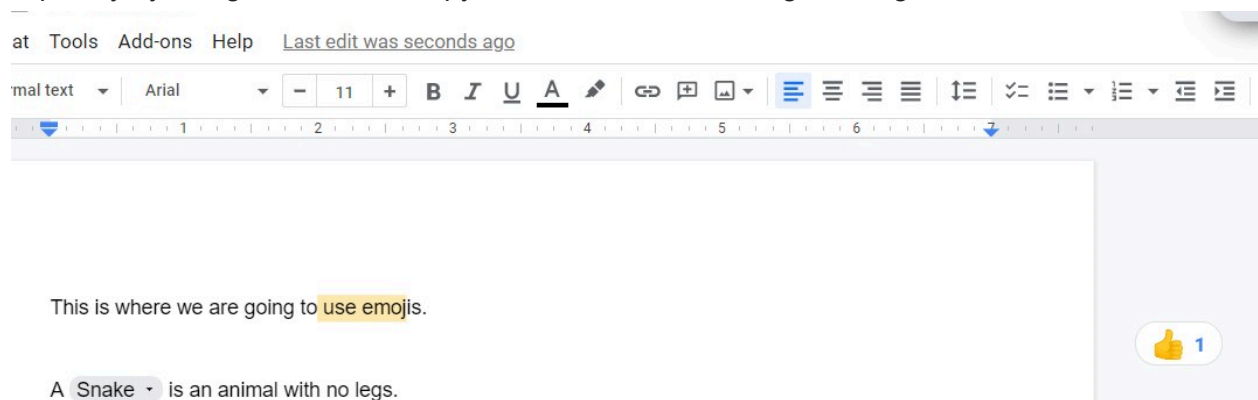 at Tools Add-ons Help Last edit was seconds ago
mal text Arial − 11 + B I U A
1 2 3 4 5 6 7
This is where we are going to use emojis.
👍 1
A Snake is an animal with no legs.